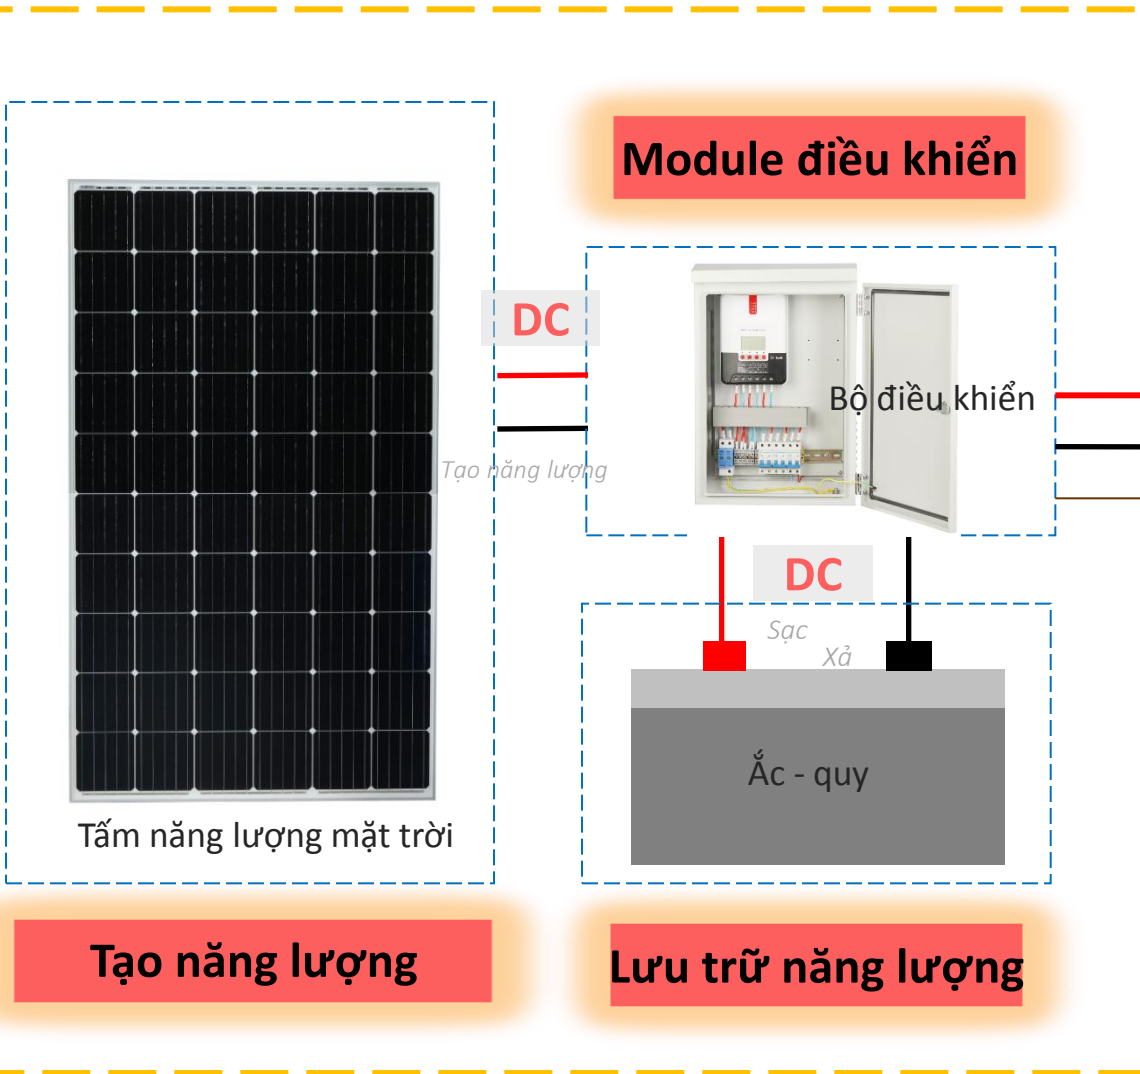 Module điều khiển
DC
Bộ điều khiển
Tạo năng lượng
DC
Sạc
Xả
Ắc - quy
Tấm năng lượng mặt trời
Tạo năng lượng
Lưu trữ năng lượng